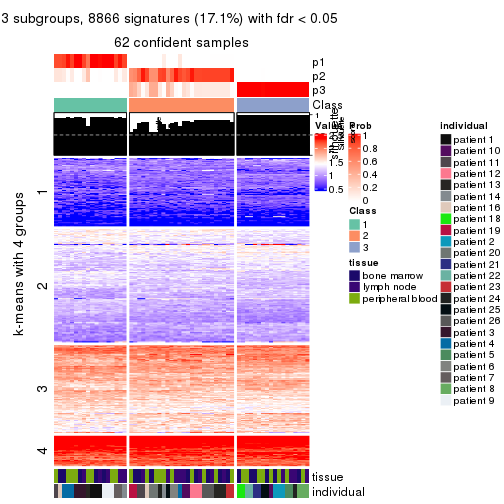 3 subgroups, 8866 signatures (17.1%) with fdr < 0.05
62 confident samples
p1
p2
p3
Class
k-means with 4 groups
1
2
3
4
tissue
individual
Value
2.5
1.5
1
0.5
Prob
1
0.8
0.6
0.4
0.2
0
Class
1
2
3
tissue
bone marrow
lymph node
peripheral blood
individual
patient 1
patient 10
patient 11
patient 12
patient 13
patient 14
patient 16
patient 18
patient 19
patient 2
patient 20
patient 21
patient 22
patient 23
patient 24
patient 25
patient 26
patient 3
patient 4
patient 5
patient 6
patient 7
patient 8
patient 9